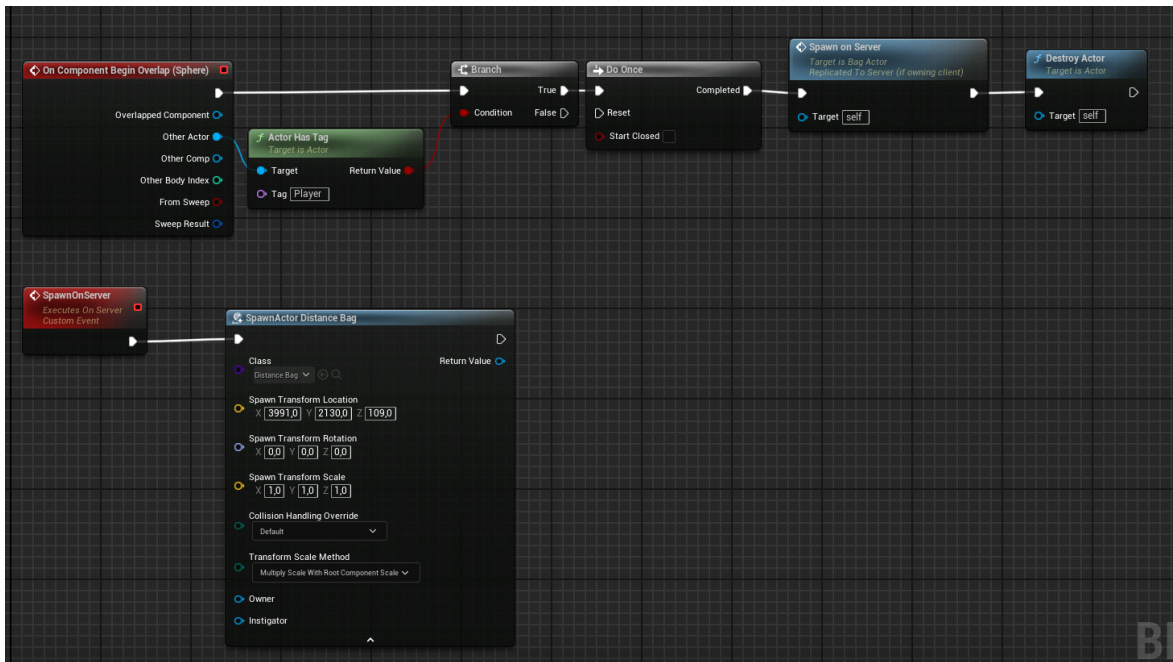 On Component Begin Overlap (Sphere)
Overlapped Component
Other Actor
Other Comp
Other Body Index
From Sweep
Sweep Result
f Actor Has Tag
Target is Actor
Target
Return Value
Tag Player
Branch
True
Condition
False
Do Once
Completed
Reset
Start Closed
Spawn on Server
Target is Bag Actor
Replicated To Server (if owning client)
Target self
f Destroy Actor
Target is Actor
Target self
SpawnOnServer
Executes On Server
Custom Event
SpawnActor Distance Bag
Class
Return Value
Distance Bag
Spawn Transform Location
X 3991,0 Y 2130,0 Z 109,0
Spawn Transform Rotation
X 0,0 Y 0,0 Z 0,0
Spawn Transform Scale
X 1,0 Y 1,0 Z 1,0
Collision Handling Override
Default
Transform Scale Method
Multiply Scale With Root Component Scale
Owner
Instigator